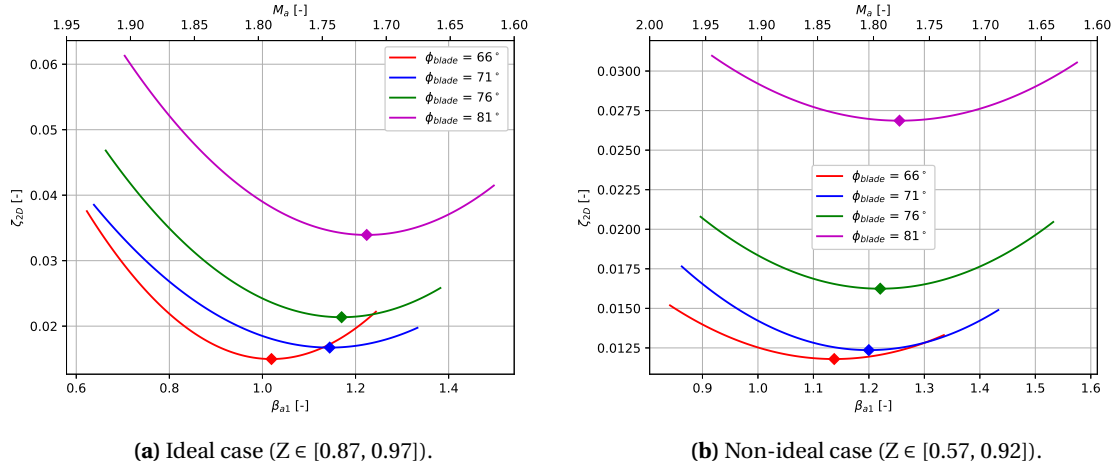 M_a [-]
1.95 1.90 1.85 1.80 1.75 1.70 1.65 1.60
0.06
0.05
0.04
0.03
0.02
ζ_2D [-]
ϕ_blade = 66°
ϕ_blade = 71°
ϕ_blade = 76°
ϕ_blade = 81°
0.6 0.8 1.0 1.2 1.4
β_a1 [-]
(a) Ideal case (Z ∈ [0.87, 0.97]).
M_a [-]
2.00 1.95 1.90 1.85 1.80 1.75 1.70 1.65 1.60
0.0300
0.0275
0.0250
0.0225
0.0200
0.0175
0.0150
0.0125
ζ_2D [-]
ϕ_blade = 66°
ϕ_blade = 71°
ϕ_blade = 76°
ϕ_blade = 81°
0.9 1.0 1.1 1.2 1.3 1.4 1.5 1.6
β_a1 [-]
(b) Non-ideal case (Z ∈ [0.57, 0.92]).